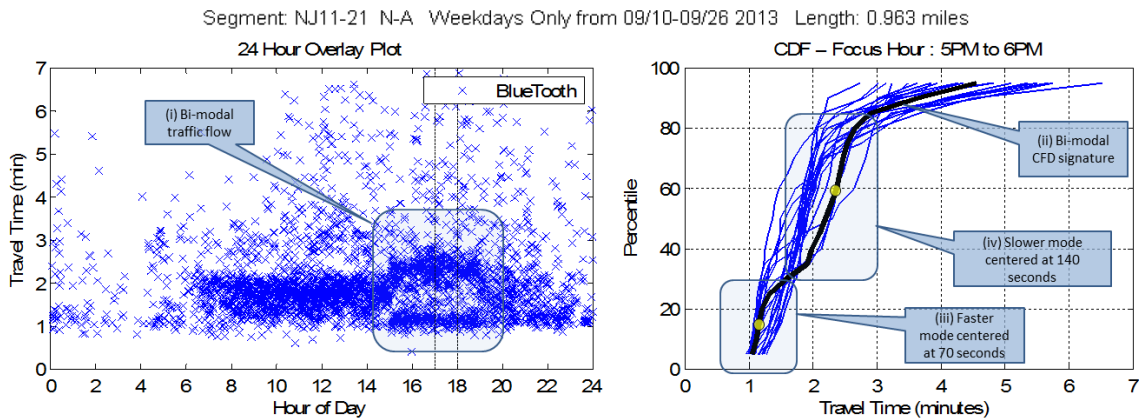 Segment: NJ11-21 N-A Weekdays Only from 09/10-09/26 2013 Length: 0.963 miles
24 Hour Overlay Plot
7
6
5
4
3
2
1
0
Travel Time (min)
0 2 4 6 8 10 12 14 16 18 20 22 24
Hour of Day
BlueTooth
(i) Bi-modal
traffic flow
CDF – Focus Hour : 5PM to 6PM
100
80
60
40
20
0
Percentile
0 1 2 3 4 5 6 7
Travel Time (minutes)
(ii) Bi-modal
CFD signature
(iv) Slower mode
centered at 140
seconds
(iii) Faster
mode centered
at 70 seconds